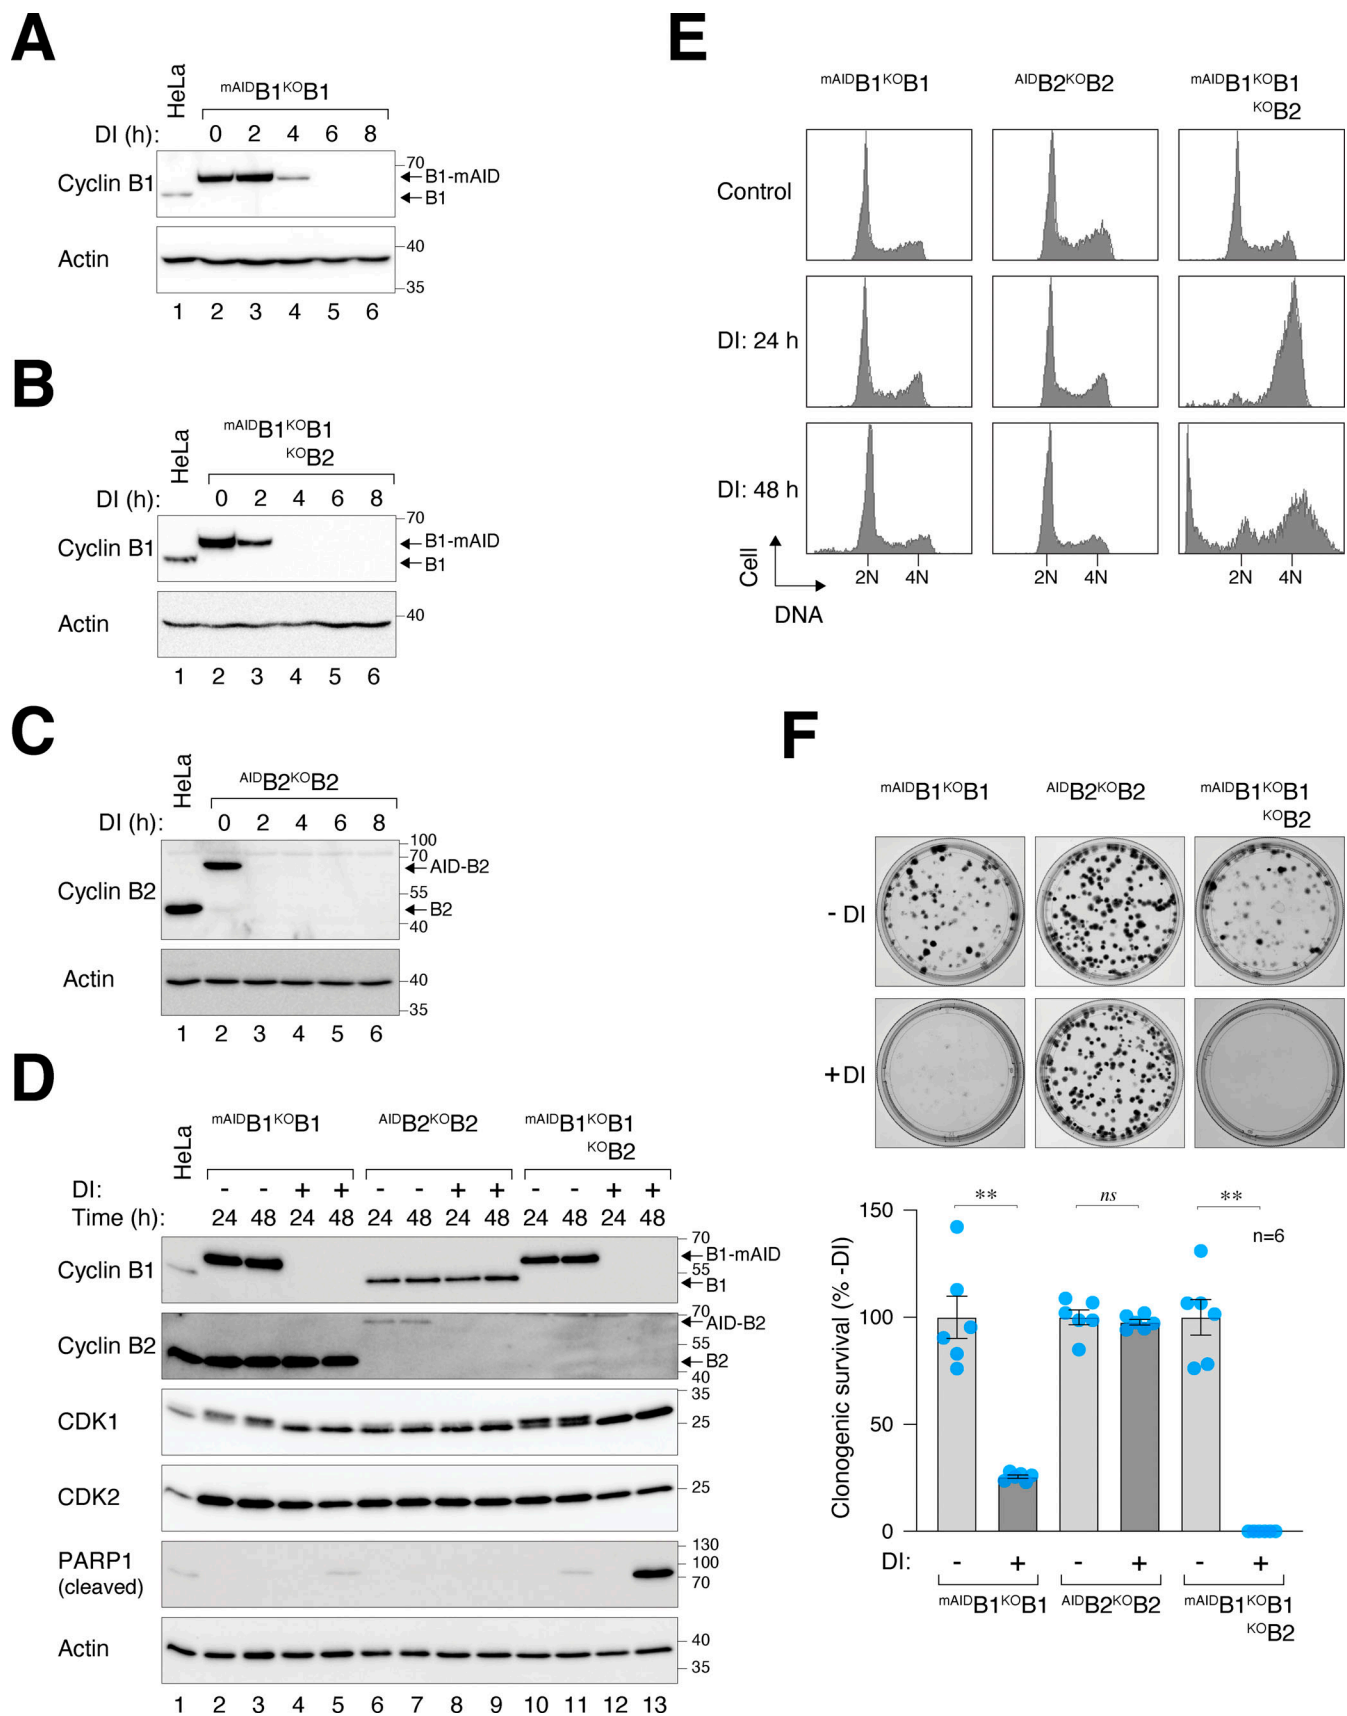 A
HeLa
mAIDB1KOB1
DI (h): 0 2 4 6 8
Cyclin B1
70
B1-mAID
B1
Actin
40
35
1 2 3 4 5 6
B
HeLa
mAIDB1KOB1
KOB2
DI (h): 0 2 4 6 8
Cyclin B1
70
B1-mAID
B1
Actin
40
1 2 3 4 5 6
C
HeLa
AIDB2KOB2
DI (h): 0 2 4 6 8
Cyclin B2
100
70
AID-B2
55
B2
40
Actin
40
35
1 2 3 4 5 6
D
HeLa
mAIDB1KOB1 AIDB2KOB2 mAIDB1KOB1
KOB2
DI: - - + + - - + + - - + +
Time (h): 24 48 24 48 24 48 24 48 24 48 24 48
Cyclin B1
70
B1-mAID
55
B1
Cyclin B2
70
AID-B2
55
B2
40
CDK1
35
25
CDK2
25
PARP1
(cleaved)
130
100
70
Actin
40
35
1 2 3 4 5 6 7 8 9 10 11 12 13
E
mAIDB1KOB1 AIDB2KOB2 mAIDB1KOB1
KOB2
Control
DI: 24 h
DI: 48 h
Cell
DNA
2N 4N 2N 4N 2N 4N
F
mAIDB1KOB1 AIDB2KOB2 mAIDB1KOB1
KOB2
- DI
+DI
Clonogenic survival (% -DI)
150
100
50
0
** ns **
n=6
DI: - + - + - +
mAIDB1KOB1 AIDB2KOB2 mAIDB1KOB1
KOB2